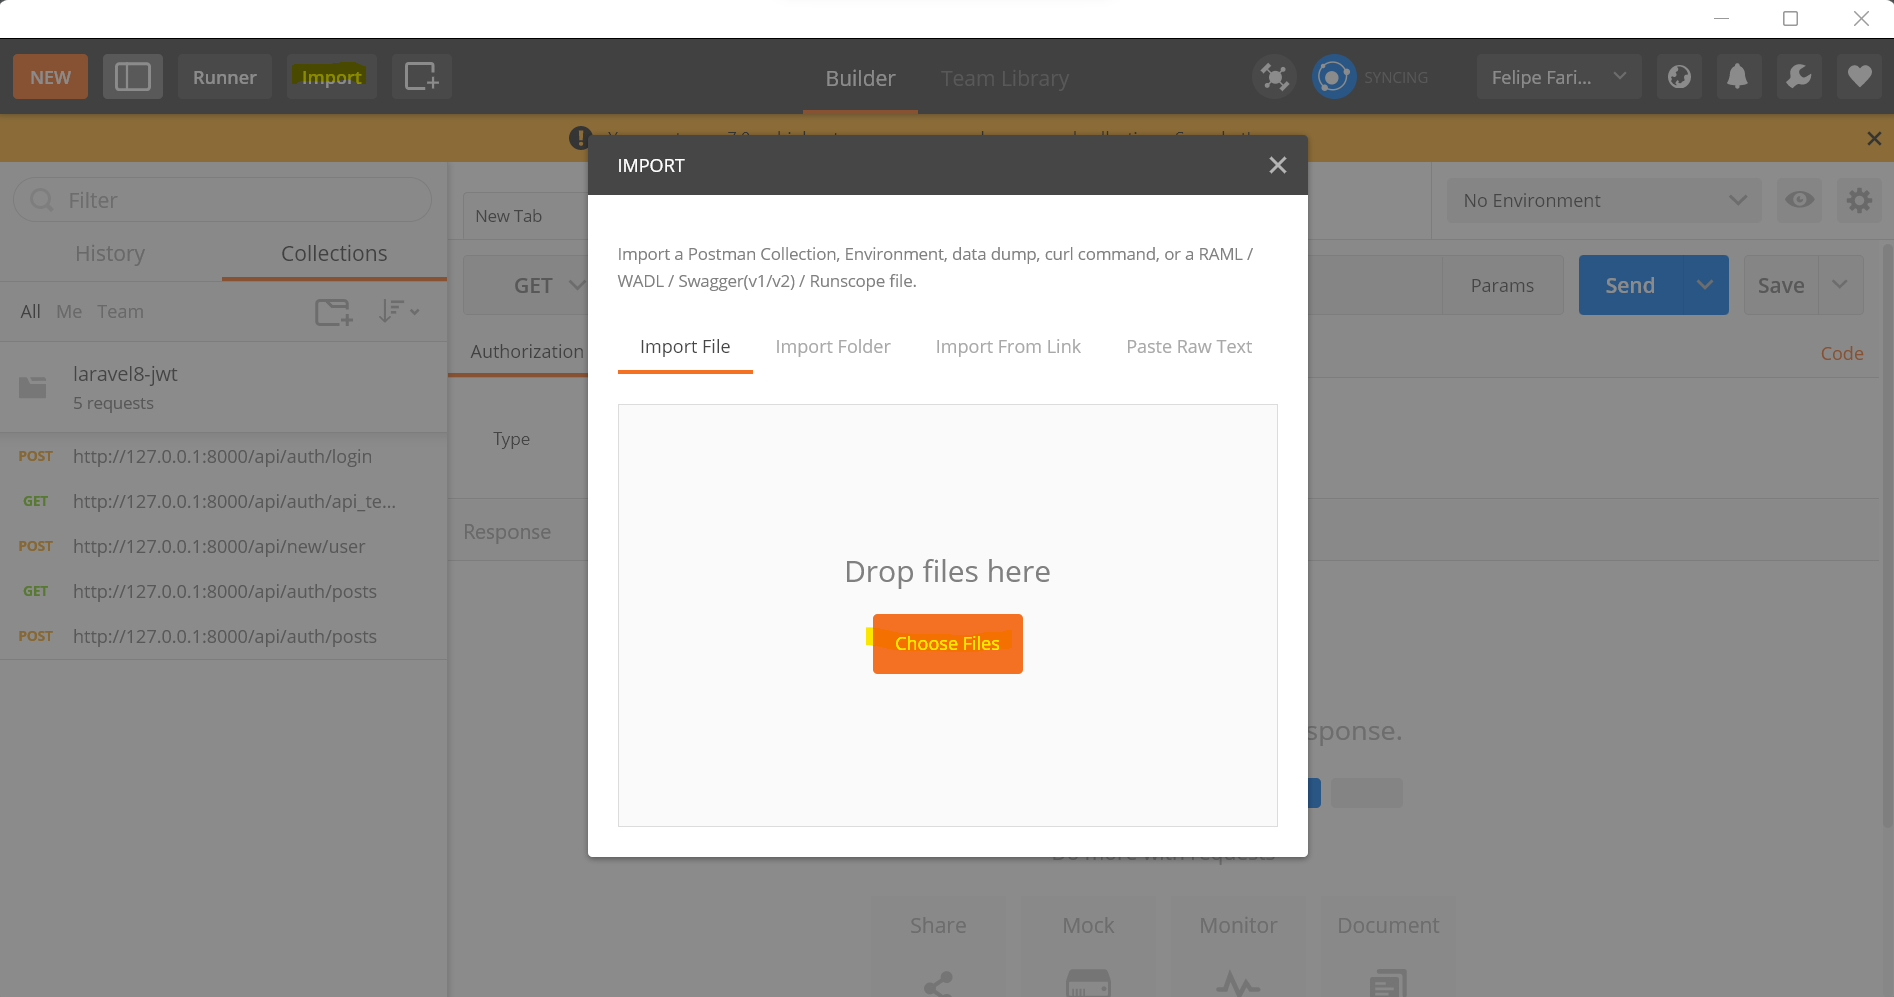 NEW
Runner
Import
Builder
Team Library
SYNCING
Felipe Fari...
IMPORT
Filter
New Tab
No Environment
History
Collections
Import a Postman Collection, Environment, data dump, curl command, or a RAML /
WADL / Swagger(v1/v2) / Runscope file.
GET
Params
Send
Save
All Me Team
Import File
Import Folder
Import From Link
Paste Raw Text
Authorization
Code
laravel8-jwt
5 requests
Type
POST http://127.0.0.1:8000/api/auth/login
GET http://127.0.0.1:8000/api/auth/api_te...
Response
POST http://127.0.0.1:8000/api/new/user
Drop files here
GET http://127.0.0.1:8000/api/auth/posts
POST http://127.0.0.1:8000/api/auth/posts
Choose Files
sponse.
Do more with requests
Share
Mock
Monitor
Document